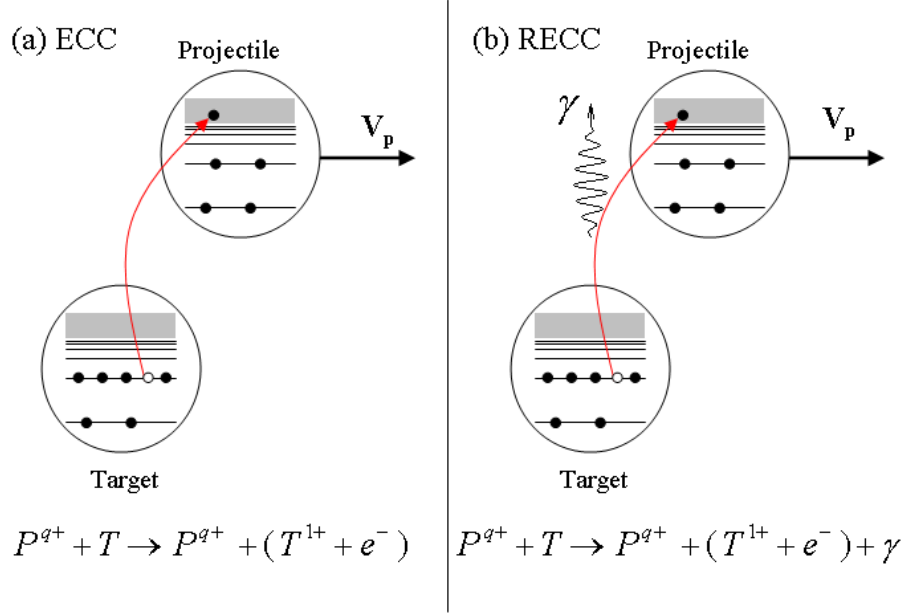 (a) ECC
Projectile
V_p
Target
P^{q+} + T → P^{q+} + (T^{1+} + e^-)
(b) RECC
Projectile
γ
V_p
Target
P^{q+} + T → P^{q+} + (T^{1+} + e^-) + γ